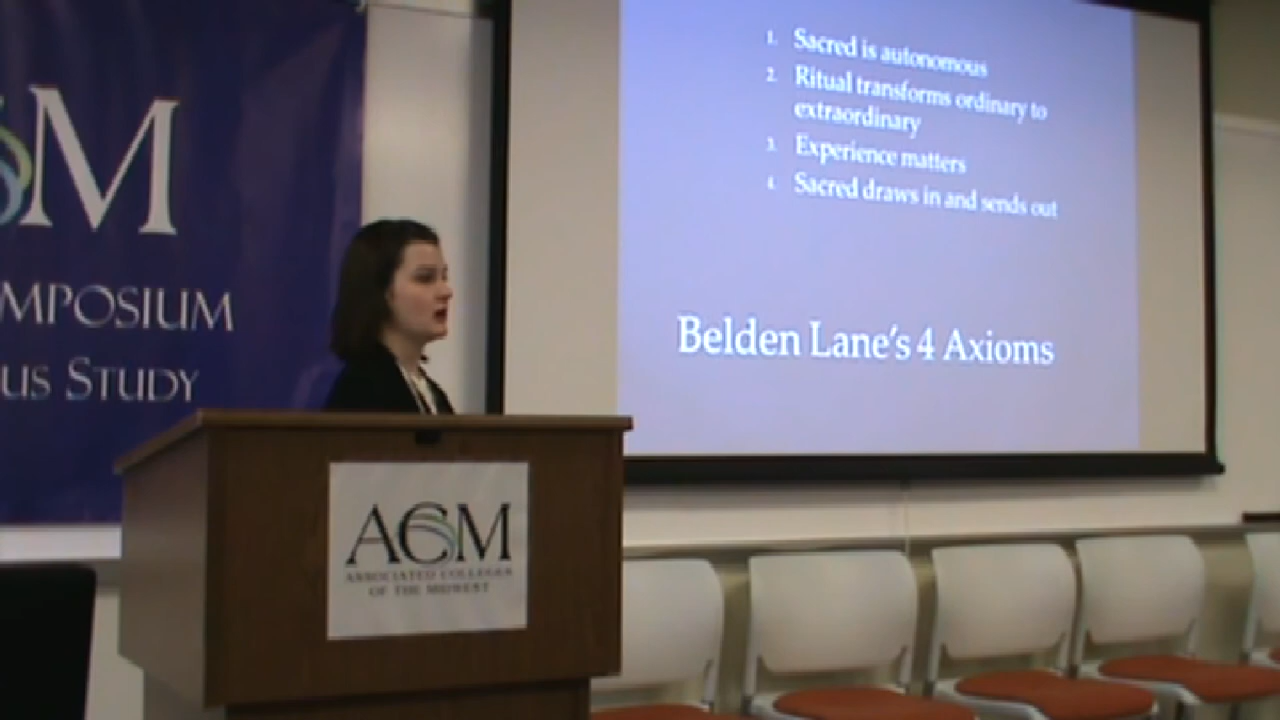 M
MPOSIUM
US STUDY
1. Sacred is autonomous
2. Ritual transforms ordinary to
extraordinary
3. Experience matters
4. Sacred draws in and sends out
Belden Lane's 4 Axioms
ACM
ASSOCIATED COLLEGES
OF THE MIDWEST